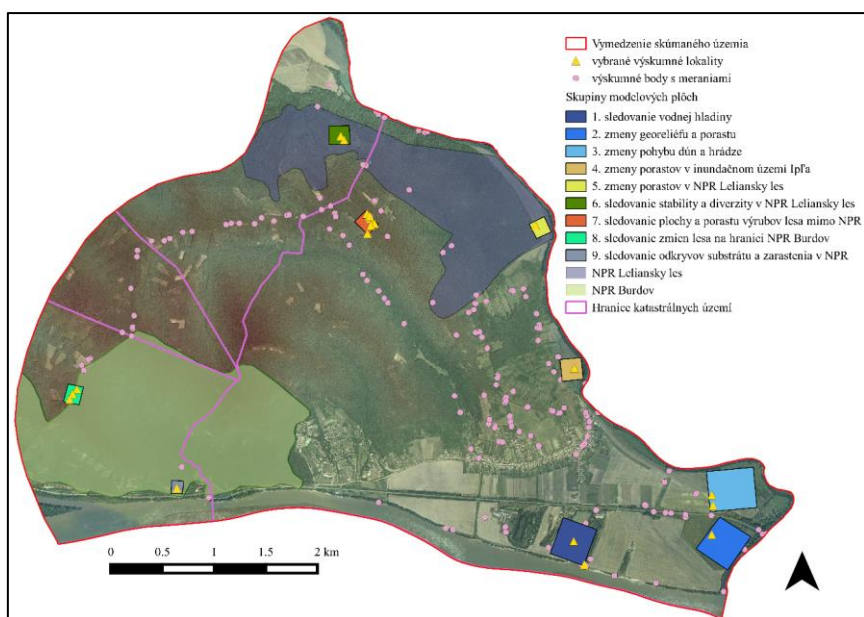 Vymedzenie skúmaného územia
vybrané výskumné lokality
výskumné body s meraniami
Skupiny modelových plôch
1. sledovanie vodnej hladiny
2. zmeny georeliéfu a porastu
3. zmeny pohybu dún a hrádze
4. zmeny porastov v inundačnom území Ipľa
5. zmeny porastov v NPR Leliansky les
6. sledovanie stability a diverzity v NPR Leliansky les
7. sledovanie plochy a porastu výrubov lesa mimo NPR
8. sledovanie zmien lesa na hranici NPR Burdov
9. sledovanie odkryvov substrátu a zarastenia v NPR
NPR Leliansky les
NPR Burdov
Hranice katastrálnych území
0 0.5 1 1.5 2 km